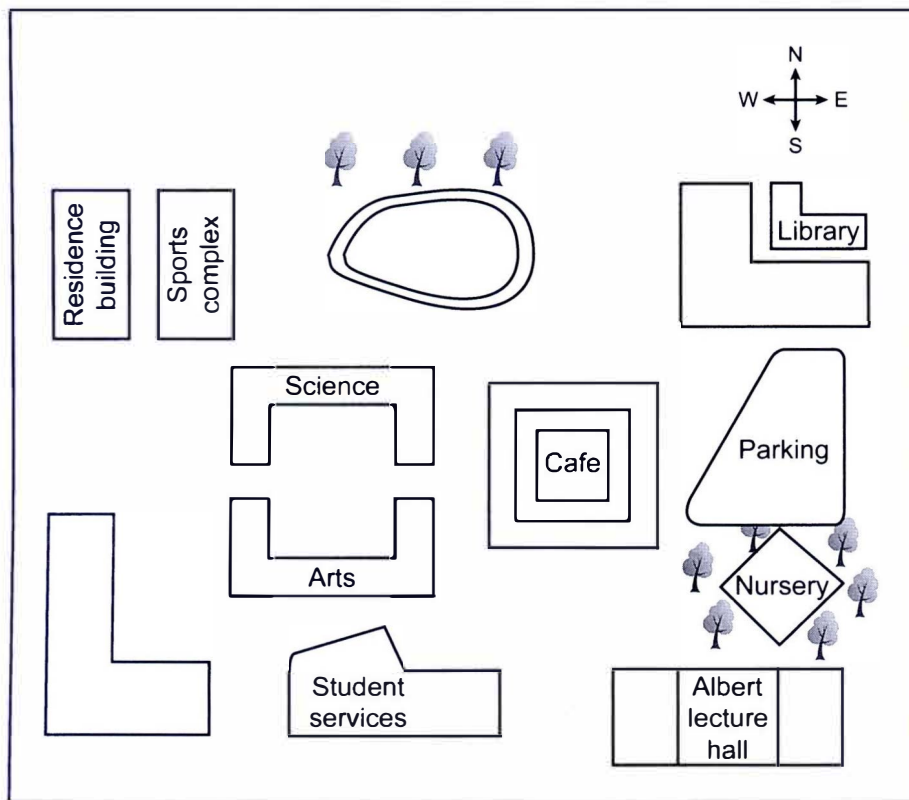 N
W E
S
Residence
building
Sports
complex
Library
Science
Cafe
Parking
Arts
Nursery
Student
services
Albert
lecture
hall